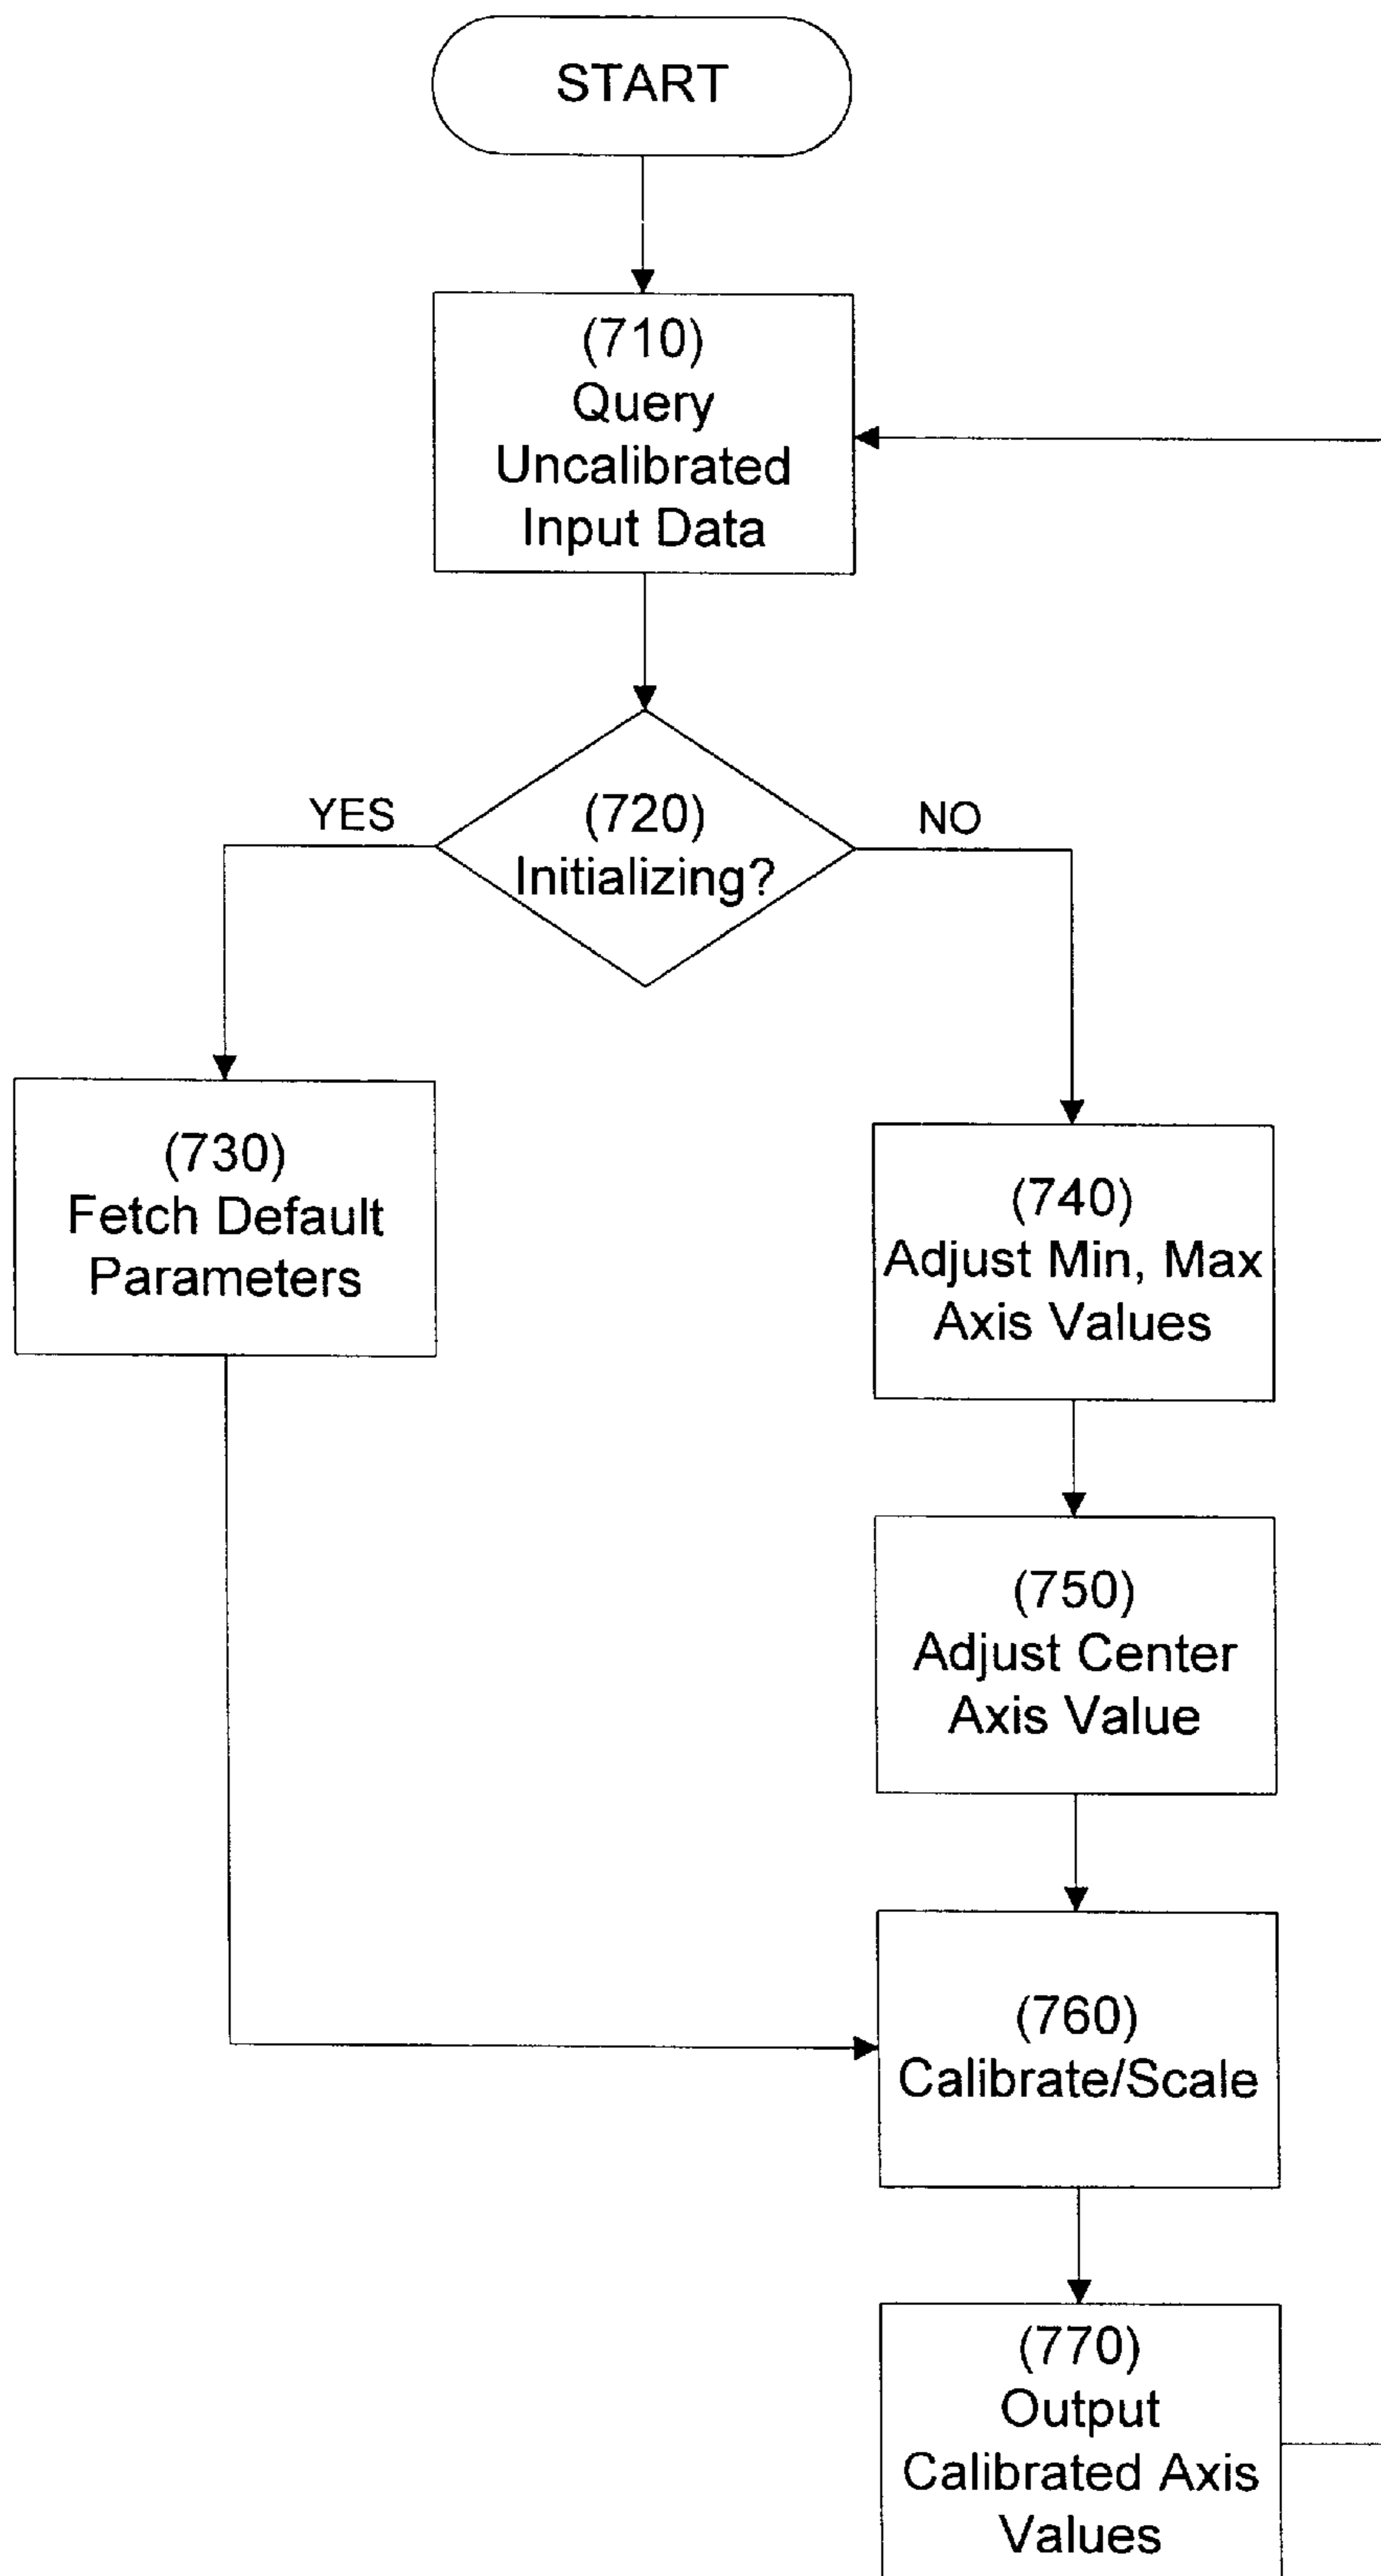 START
(710)
Query
Uncalibrated
Input Data
YES
(720)
Initializing?
NO
(730)
Fetch Default
Parameters
(740)
Adjust Min, Max
Axis Values
(750)
Adjust Center
Axis Value
(760)
Calibrate/Scale
(770)
Output
Calibrated Axis
Values